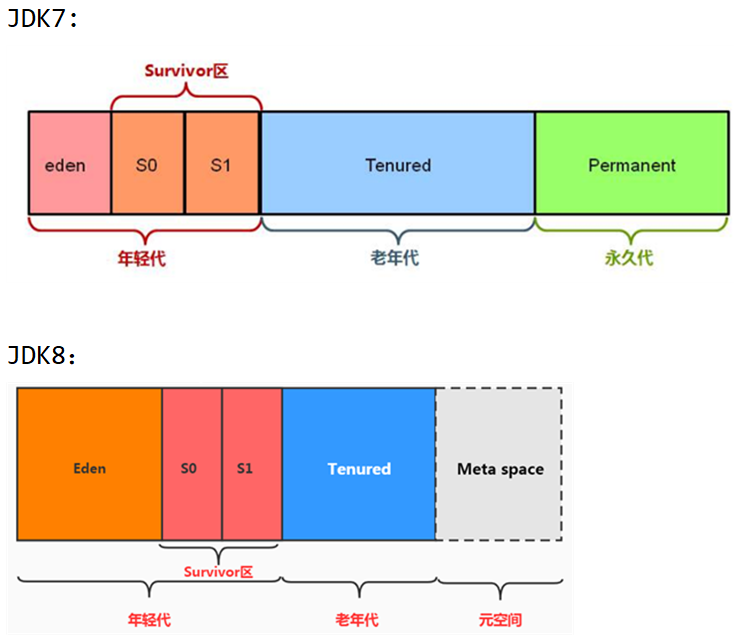 JDK7:
Survivor区
eden S0 S1 Tenured Permanent
年轻代 老年代 永久代
JDK8:
Eden S0 S1 Tenured Meta space
Survivor区
年轻代 老年代 元空间